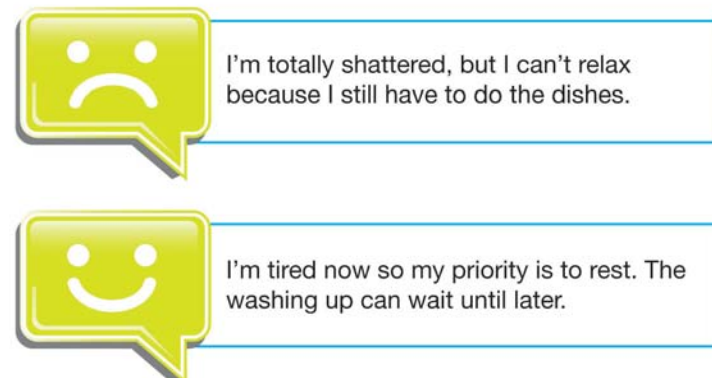 I’m totally shattered, but I can’t relax
because I still have to do the dishes.
I’m tired now so my priority is to rest. The
washing up can wait until later.